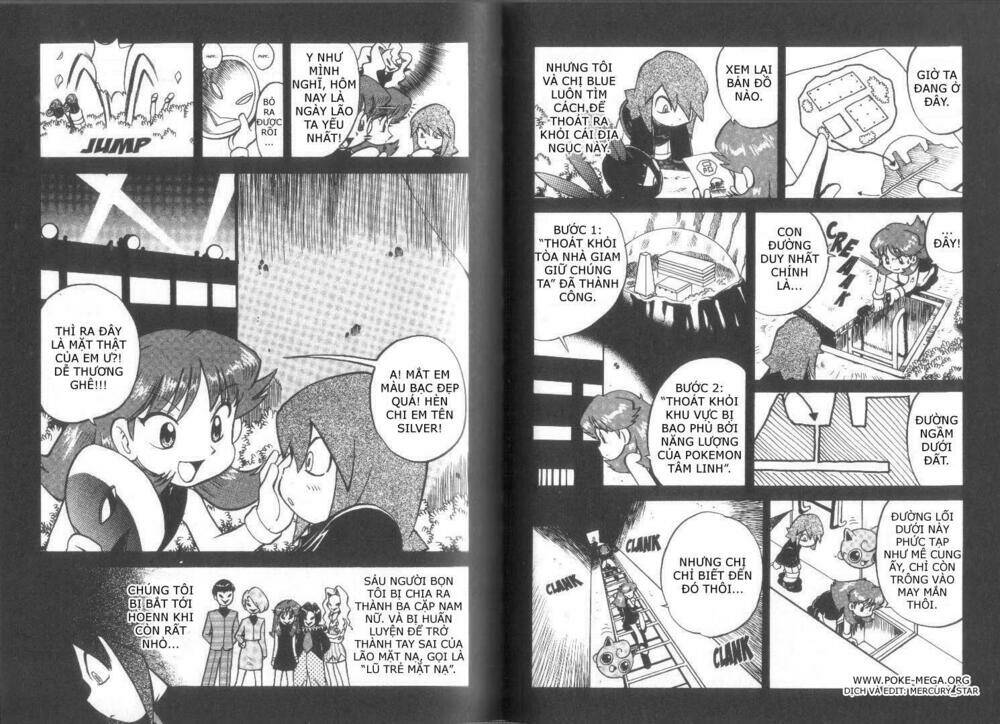 JUMP
BÓ
RA
ĐƯỢC
RỒI
...
Y NHƯ
MÌNH
NGHĨ, HÔM
NAY LÀ
NGÀY LÃO
TA YẾU
NHẤT!
THÌ RA ĐÂY
LÀ MẶT THẬT
CỦA EM Ư?!
DỄ THƯƠNG
GHÊ!!!
A! MẮT EM
MÀU BẠC ĐẸP
QUÁ! HÈN
CHI EM TÊN
SILVER!
CHÚNG TÔI
BỊ BẮT TỚI
HOENN KHI
CÒN RẤT
NHỎ...
SÁU NGƯỜI BỌN
TÔI BỊ CHIA RA
THÀNH BA CẶP NAM
NỮ. VÀ BỊ HUẤN
LUYỆN ĐỂ TRỞ
THÀNH TAY SAI CỦA
LÃO MẶT NẠ, GỌI LÀ
"LŨ TRẺ MẶT NẠ".
NHƯNG TÔI
VÀ CHỊ BLUE
LUÔN TÌM
CÁCH ĐỂ
THOÁT RA
KHỎI CÁI ĐỊA
NGỤC NÀY.
XEM LẠI
BẢN ĐỒ
NÀO.
GIỜ TA
ĐANG Ở
ĐÂY.
BƯỚC 1:
"THOÁT KHỎI
TÒA NHÀ GIAM
GIỮ CHÚNG
TA" ĐÃ THÀNH
CÔNG.
BƯỚC 2:
"THOÁT KHỎI
KHU VỰC BỊ
BAO PHỦ BỞI
NĂNG LƯỢNG
CỦA POKEMON
TÂM LINH".
CON
ĐƯỜNG
DUY NHẤT
CHÍNH
LÀ...
CREAK
...
ĐÂY!
ĐƯỜNG
NGẦM
DƯỚI
ĐẤT.
CLANK
CLANK
CLANK
NHƯNG CHỊ
CHỈ BIẾT ĐẾN
ĐÓ THÔI...
ĐƯỜNG LỐI
DƯỚI NÀY
PHỨC TẠP
NHƯ MÊ CUNG
ẤY, CHỈ CÒN
TRÔNG VÀO
MAY MẮN
THÔI.
WWW.POKE-MEGA.ORG
DỊCH VÀ EDIT: MERCURY_STAR